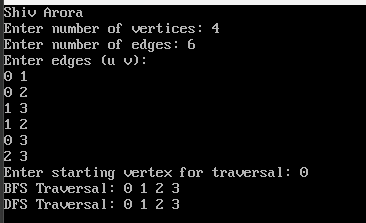 Shiv Arora
Enter number of vertices: 4
Enter number of edges: 6
Enter edges (u v):
0 1
0 2
1 3
1 2
0 3
2 3
Enter starting vertex for traversal: 0
BFS Traversal: 0 1 2 3
DFS Traversal: 0 1 2 3